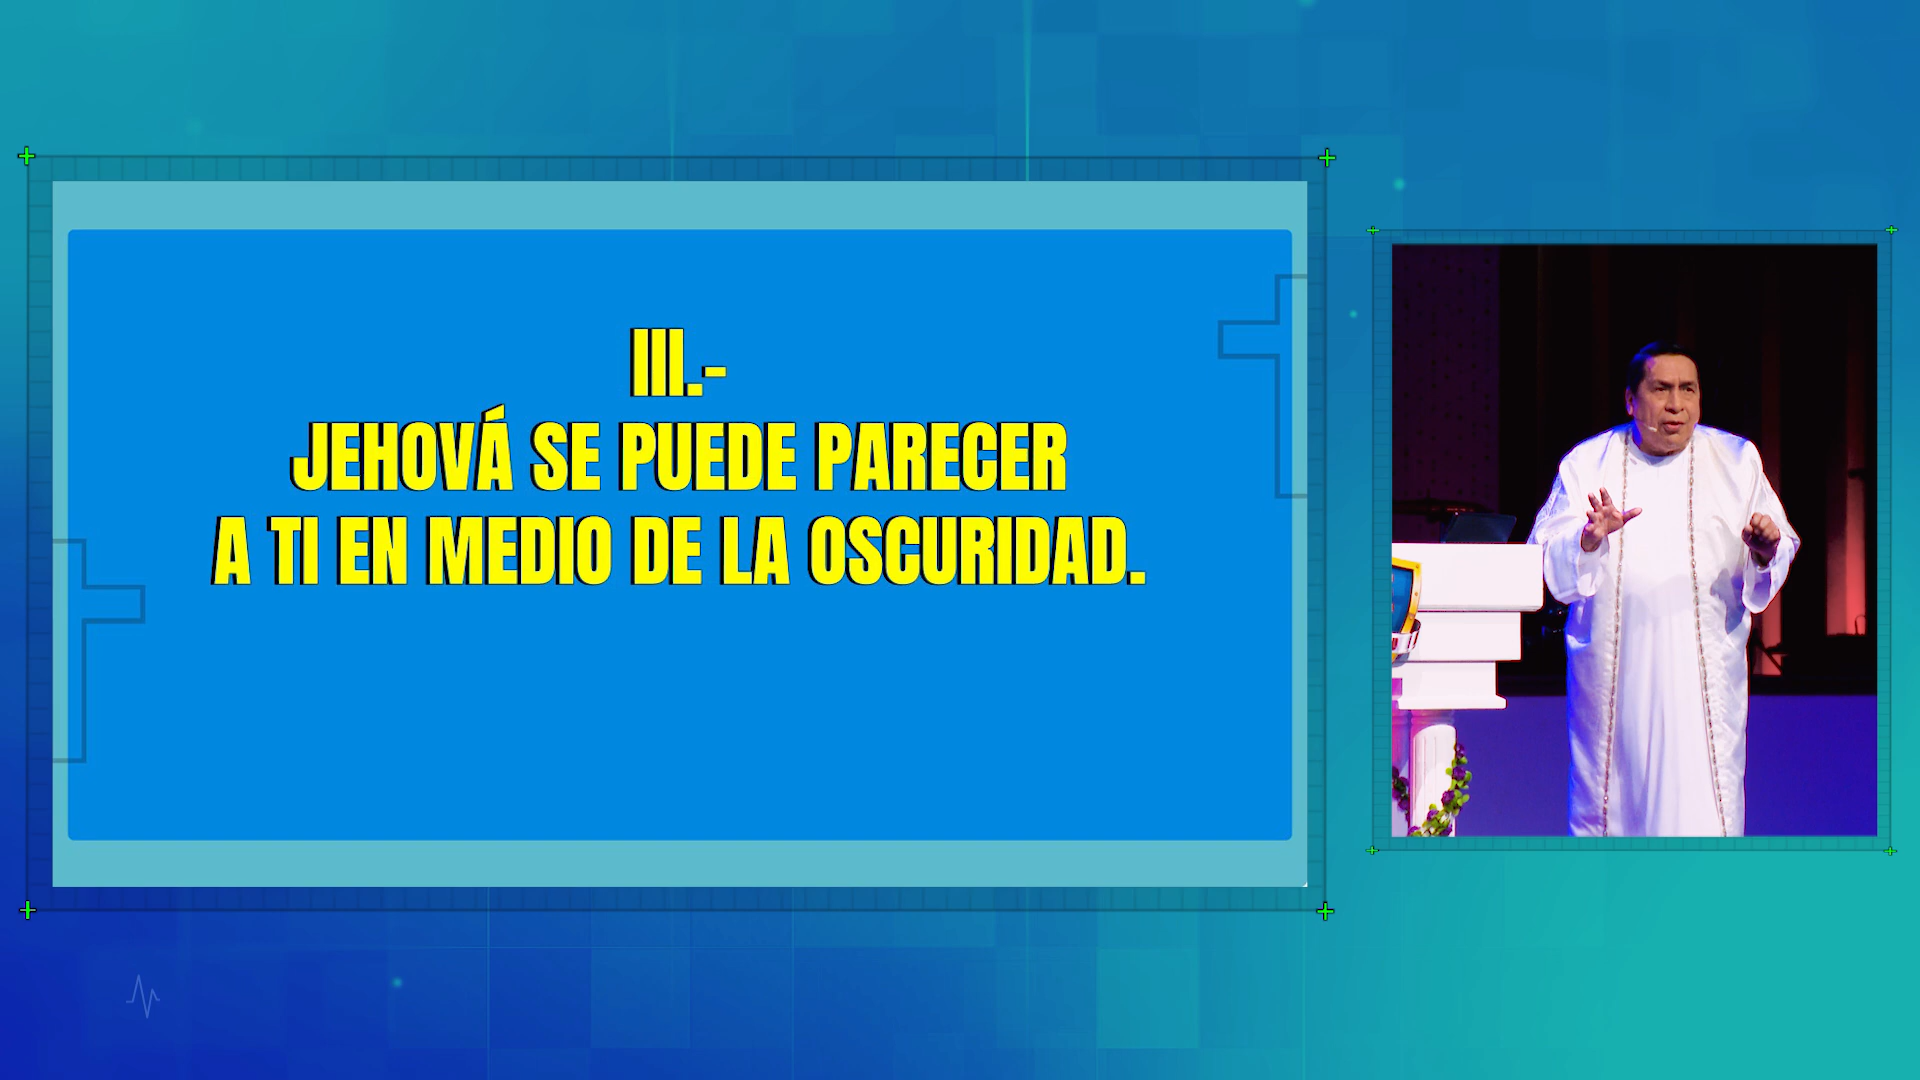 III.-
JEHOVÁ SE PUEDE PARECER
A TI EN MEDIO DE LA OSCURIDAD.